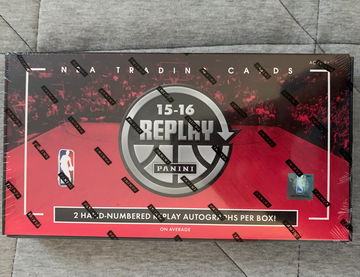 NBA TRADING CARDS
15-16
REPLAY
PANINI
2 HAND-NUMBERED REPLAY AUTOGRAPHS PER BOX!
ON AVERAGE